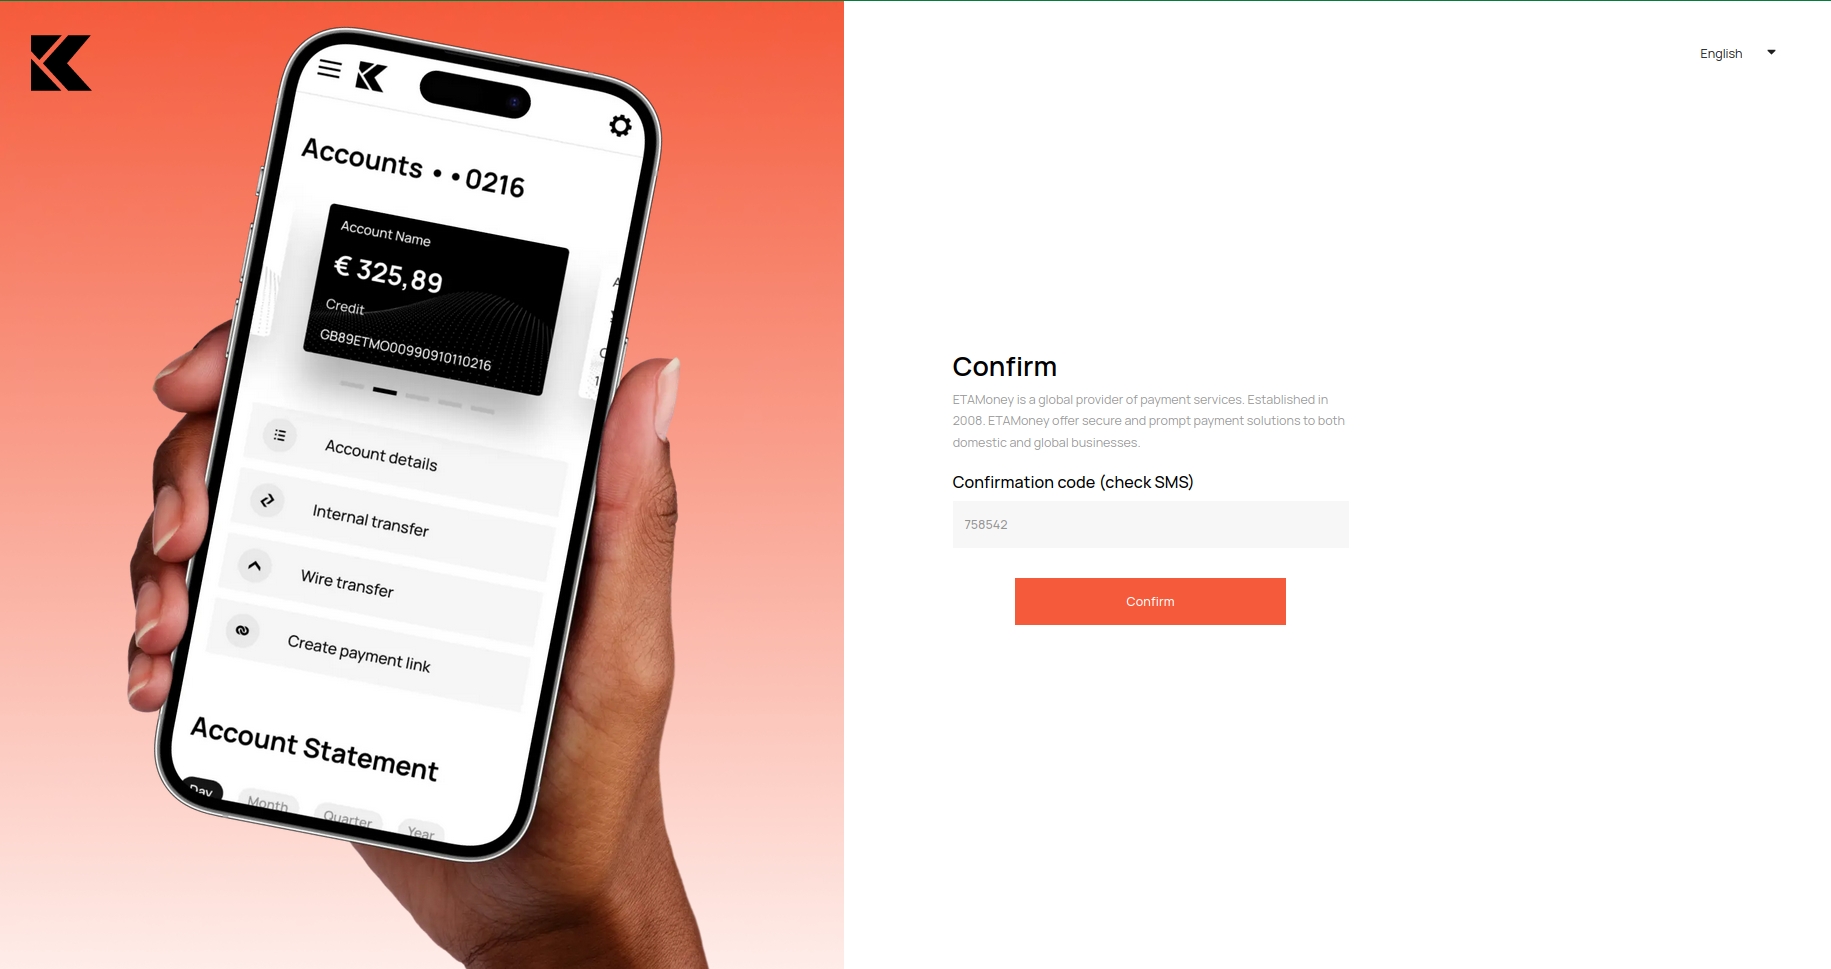 Accounts • • 0216
Account Name
€ 325,89
Credit
GB89ETMO00990910110216
Account details
Internal transfer
Wire transfer
Create payment link
Account Statement
Day
Month
Quarter
Year
English
Confirm
ETAMoney is a global provider of payment services. Established in
2008. ETAMoney offer secure and prompt payment solutions to both
domestic and global businesses.
Confirmation code (check SMS)
758542
Confirm